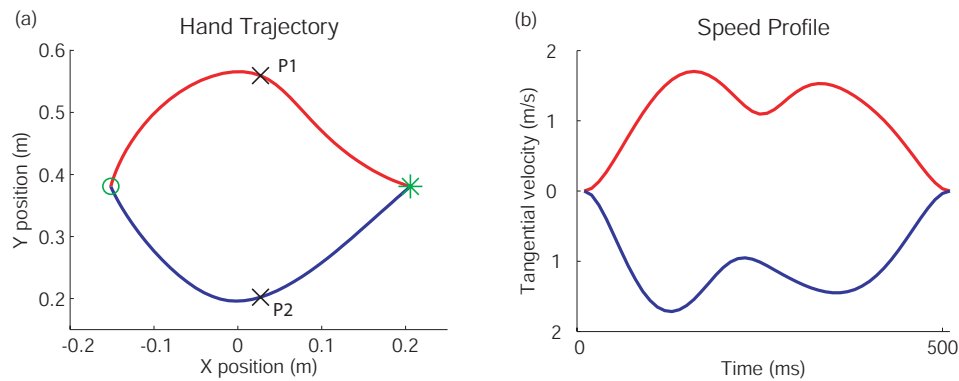 (a)
Hand Trajectory
0.6
0.5
0.4
0.3
0.2
Y position (m)
P1
P2
-0.2 -0.1 0 0.1 0.2
X position (m)
(b)
Speed Profile
2
1
0
1
2
Tangential velocity (m/s)
0 500
Time (ms)